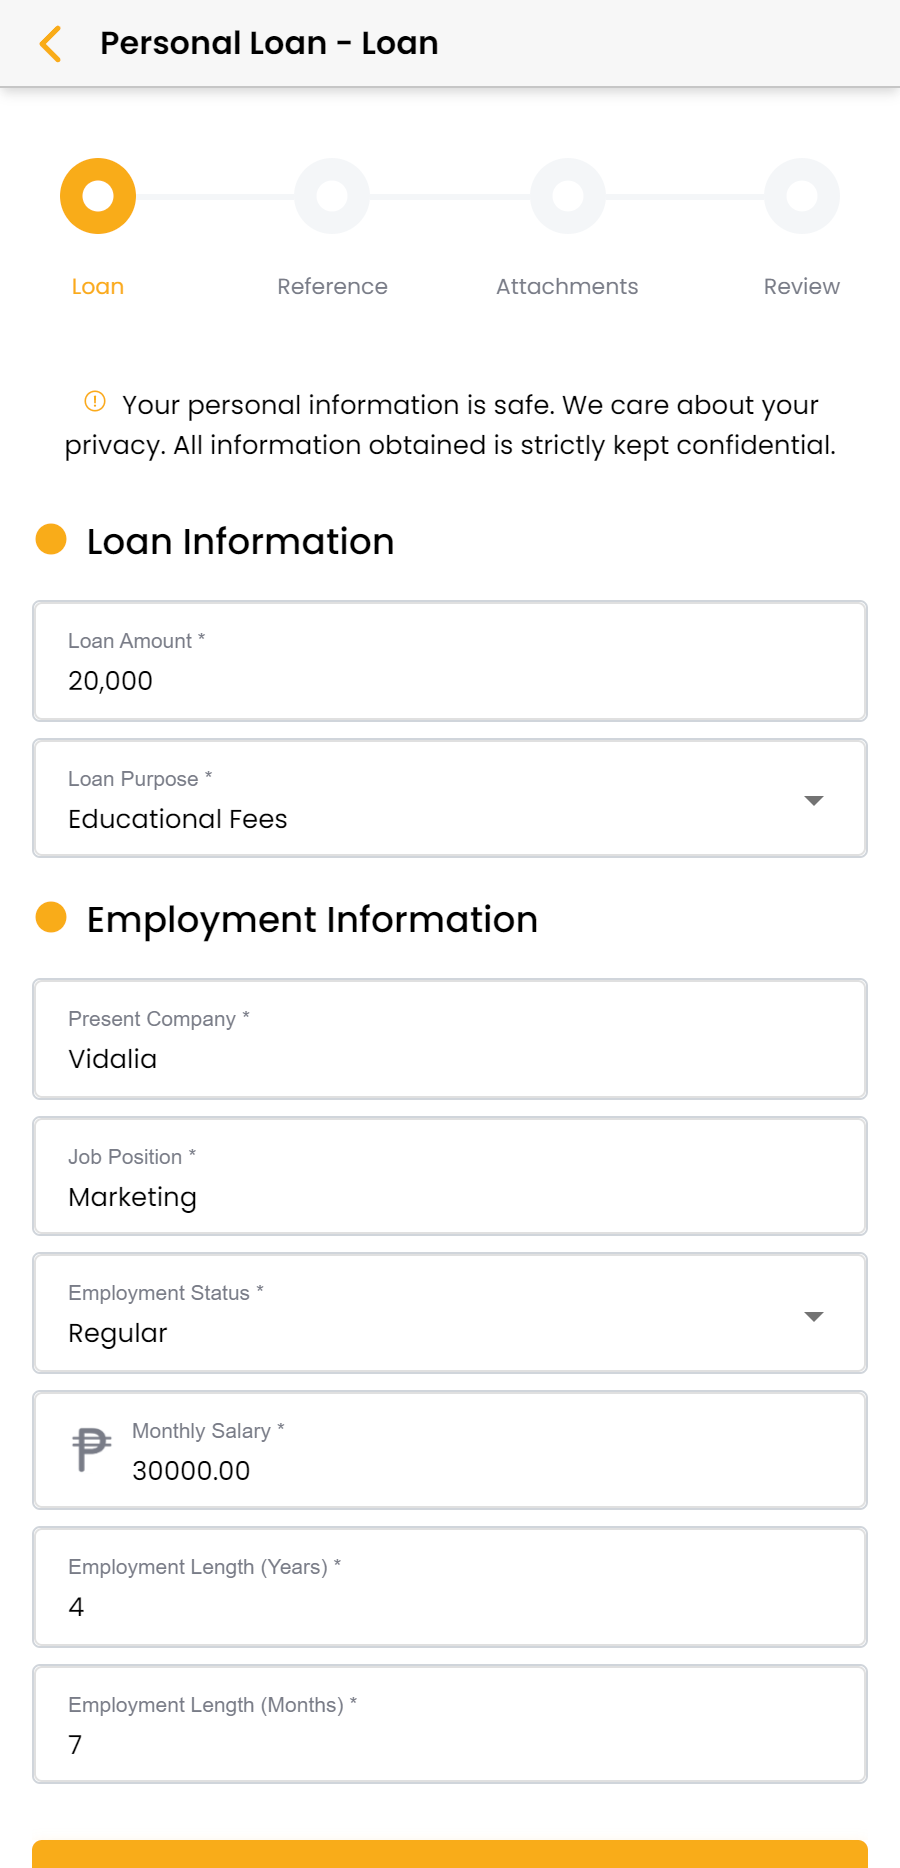 Personal Loan - Loan
Loan
Reference
Attachments
Review
Your personal information is safe. We care about your
privacy. All information obtained is strictly kept confidential.
Loan Information
Loan Amount *
20,000
Loan Purpose *
Educational Fees
Employment Information
Present Company *
Vidalia
Job Position *
Marketing
Employment Status *
Regular
₱
Monthly Salary *
30000.00
Employment Length (Years) *
4
Employment Length (Months) *
7